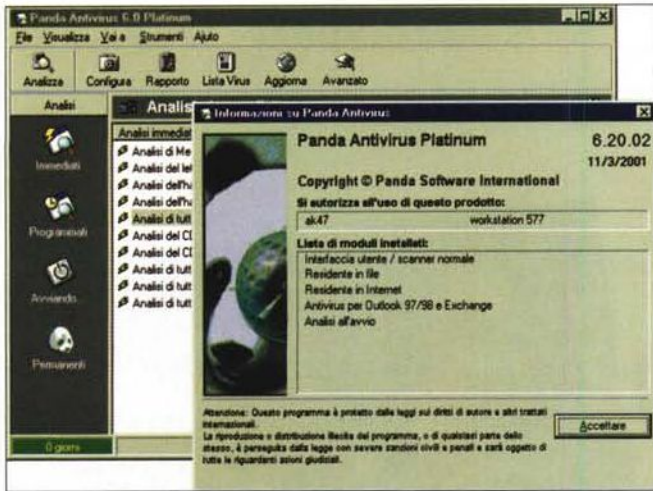 Panda Antivirus 6.0 Platinum
File Visualizza Vai a Strumenti Ajuto
Analizza Configura Rapporto Lista Virus Aggiorna Avanzato
Analisi
Immediati
Programmati
Avviando
Permanenti
0 giorni
Analisi immediat
Analisi di Me
Analisi del let
Analisi dell'ha
Analisi dell'ha
Analisi di tutt
Analisi del CD
Analisi del CD
Analisi di tutt
Analisi di tutt
Analisi di tutt
Informazioni su Panda Antivirus
Panda Antivirus Platinum 6.20.02
11/3/2001
Copyright © Panda Software International
Si autorizza all'uso di questo prodotto:
ak47 workstation 577
Lista di moduli installati:
Interfaccia utente / scanner normale
Residente in file
Residente in Internet
Antivirus per Outlook 97/98 e Exchange
Analisi all'avvio
Attenzione: Questo programma è protetto dalle leggi sui diritti di autore e altri trattati
internazionali.
La riproduzione o distribuzione illecita del programma, o di qualsiasi parte dello
stesso, è perseguita dalla legge con severe sanzioni civili e penali e sarà oggetto di
tutte le riguardanti azioni giudiziali.
Accettare